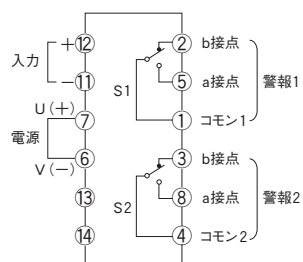 入力
+ ⑫
− ⑪
電源
U(+) ⑦
V(−) ⑥
⑬
⑭
S1
② b接点
⑤ a接点
① コモン1
警報1
S2
③ b接点
⑧ a接点
④ コモン2
警報2